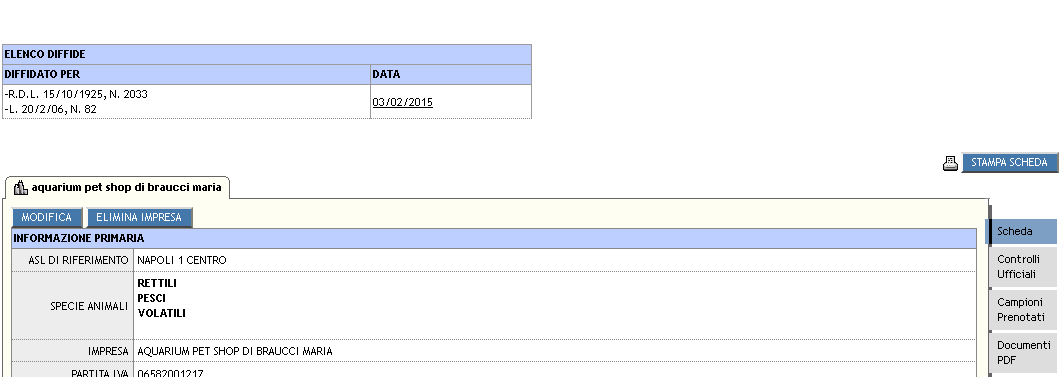 ELENCO DIFFIDE
DIFFIDATO PER DATA
-R.D.L. 15/10/1925, N. 2033
-L. 20/2/06, N. 82
03/02/2015
STAMPA SCHEDA
aquarium pet shop di braucci maria
MODIFICA ELIMINA IMPRESA
INFORMAZIONE PRIMARIA
ASL DI RIFERIMENTO NAPOLI 1 CENTRO
SPECIE ANIMALI
RETTILI
PESCI
VOLATILI
IMPRESA AQUARIUM PET SHOP DI BRAUCCI MARIA
PARTITA IVA 06582001217
Scheda
Controlli
Ufficiali
Campioni
Prenotati
Documenti
PDF